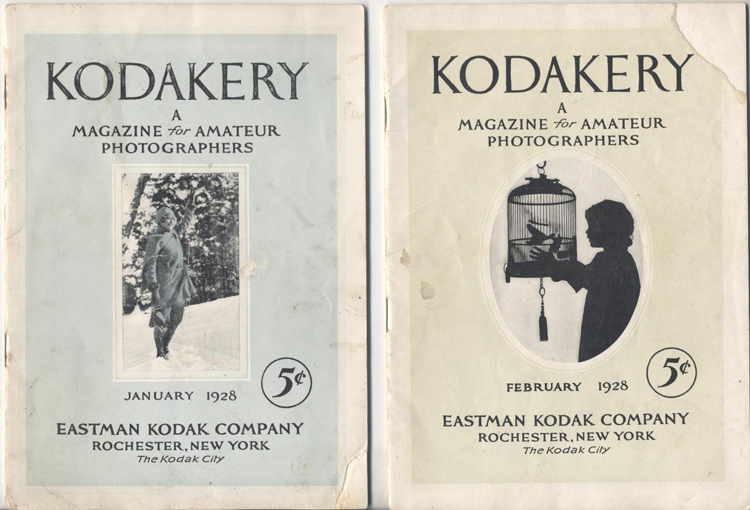 KODAKERY
A
MAGAZINE for AMATEUR
PHOTOGRAPHERS
JANUARY 1928
5¢
EASTMAN KODAK COMPANY
ROCHESTER, NEW YORK
The Kodak City
KODAKERY
A
MAGAZINE for AMATEUR
PHOTOGRAPHERS
FEBRUARY 1928
5¢
EASTMAN KODAK COMPANY
ROCHESTER, NEW YORK
The Kodak City